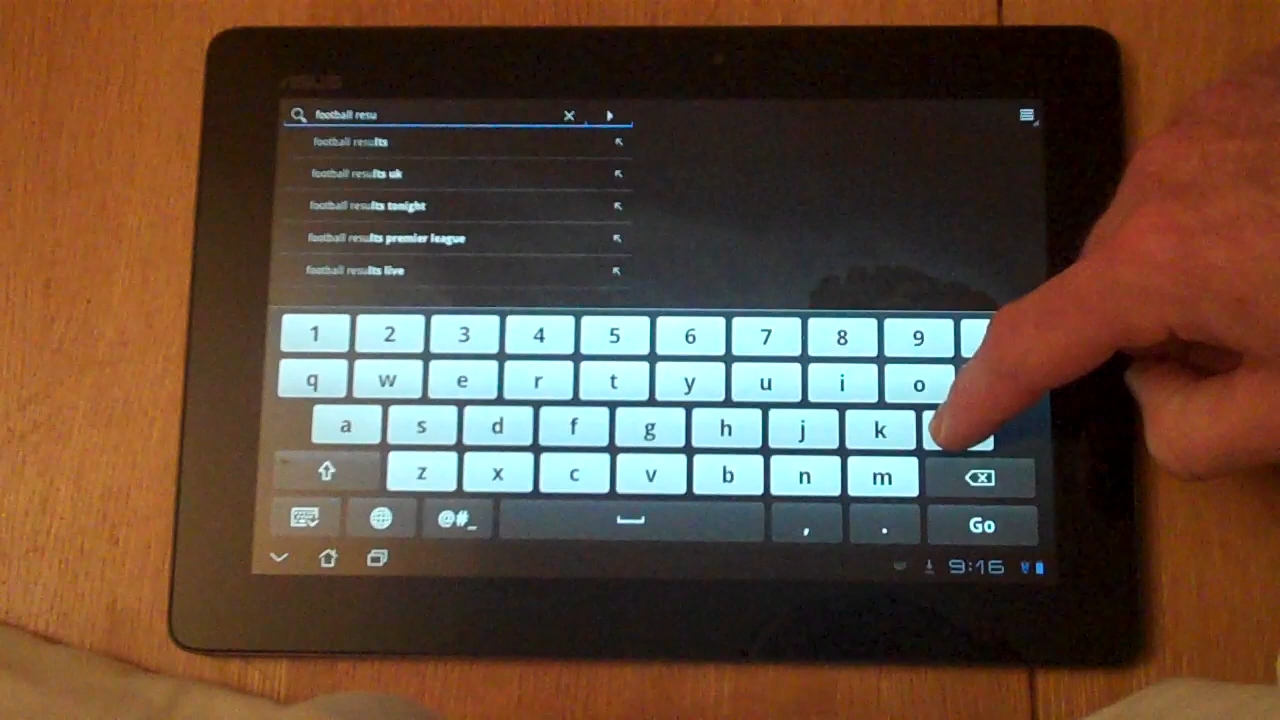 ASUS
football resu
football results
football results uk
football results tonight
football results premier league
football results live
1 2 3 4 5 6 7 8 9
q w e r t y u i o
a s d f g h j k
z x c v b n m
@#_ , . Go
9:16